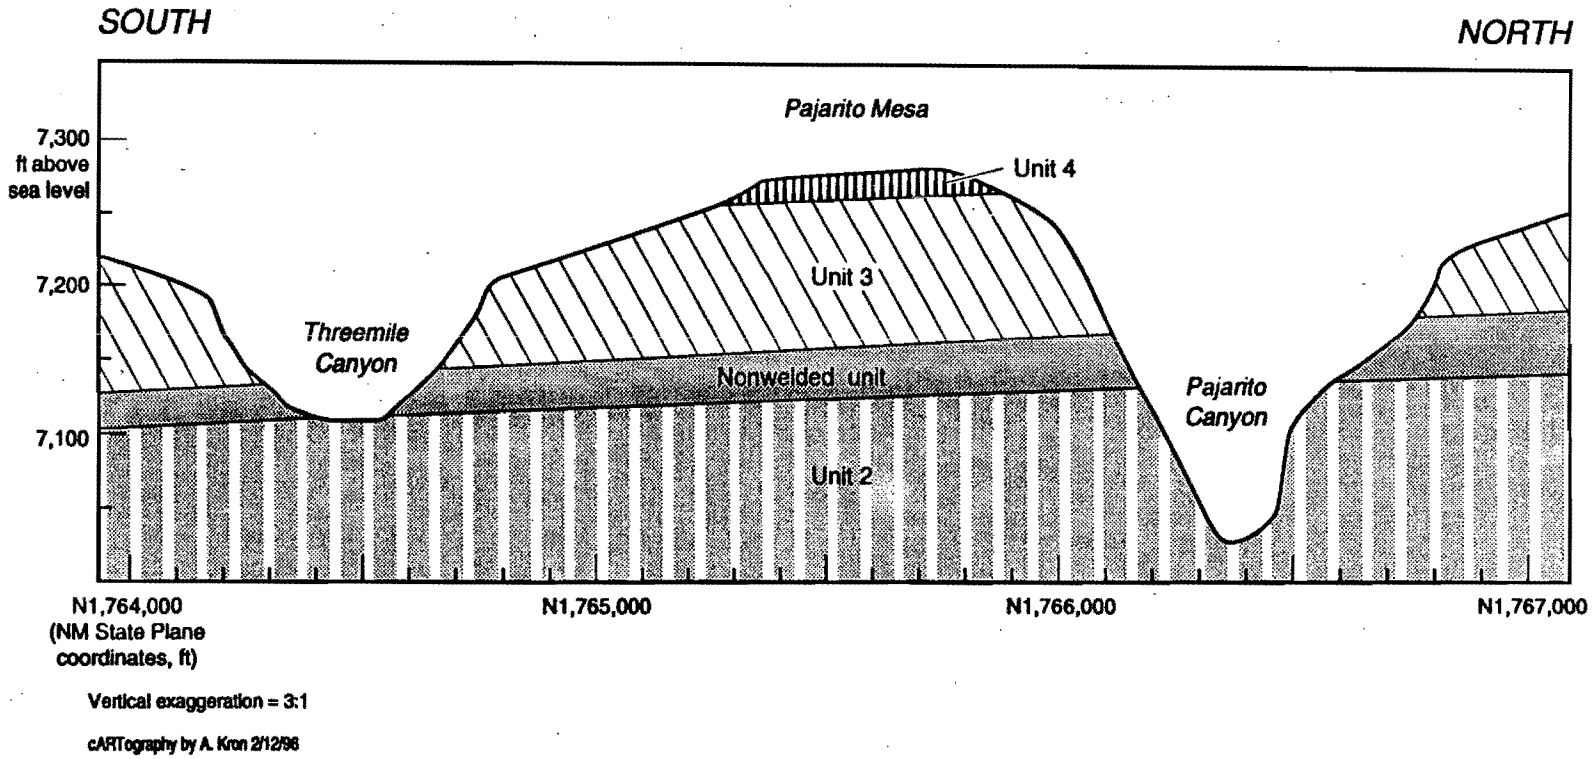 SOUTH
NORTH
Pajarito Mesa
7,300
ft above
sea level
Unit 4
7,200
Unit 3
Threemile
Canyon
Nonwelded unit
Pajarito
Canyon
7,100
Unit 2
N1,764,000
N1,765,000
N1,766,000
N1,767,000
(NM State Plane
coordinates, ft)
Vertical exaggeration = 3:1
cARTography by A. Kron 2/12/96